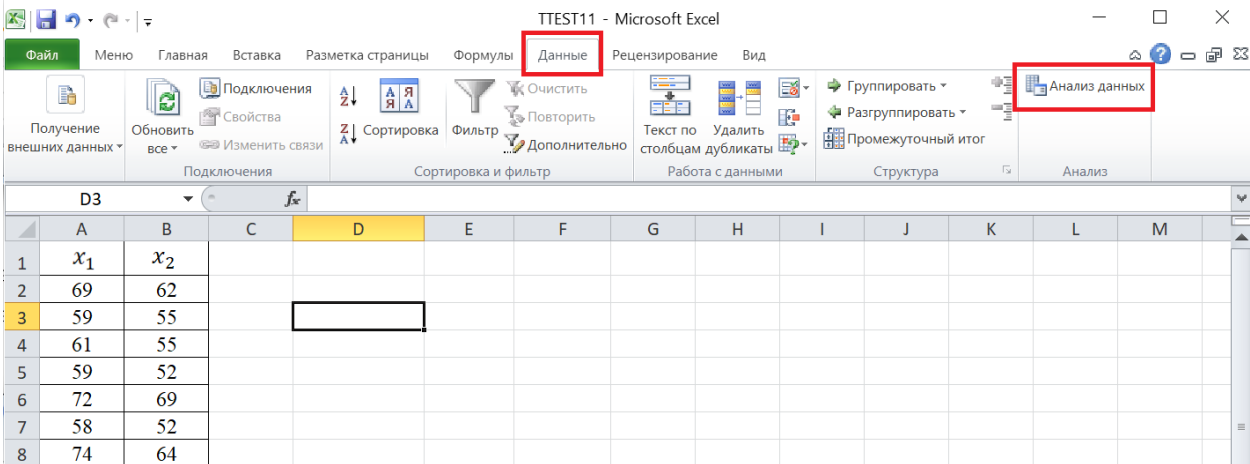 TTEST11 - Microsoft Excel
Файл Меню Главная Вставка Разметка страницы Формулы Данные Рецензирование Вид
Получение внешних данных
Обновить все
Подключения
Свойства
Изменить связи
Подключения
А Я
Я А
Сортировка
Фильтр
Очистить
Повторить
Дополнительно
Сортировка и фильтр
Текст по столбцам
Удалить дубликаты
Работа с данными
Группировать
Разгруппировать
Промежуточный итог
Структура
Анализ данных
Анализ
D3 fx
A B C D E F G H I J K L M
1 x₁ x₂
2 69 62
3 59 55
4 61 55
5 59 52
6 72 69
7 58 52
8 74 64